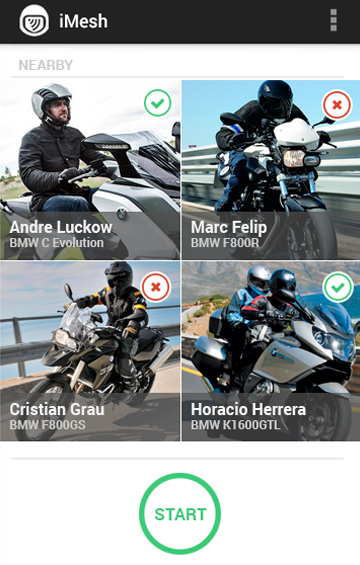 iMesh
NEARBY
Andre Luckow
BMW C Evolution
Marc Felip
BMW F800R
Cristian Grau
BMW F800GS
Horacio Herrera
BMW K1600GTL
START